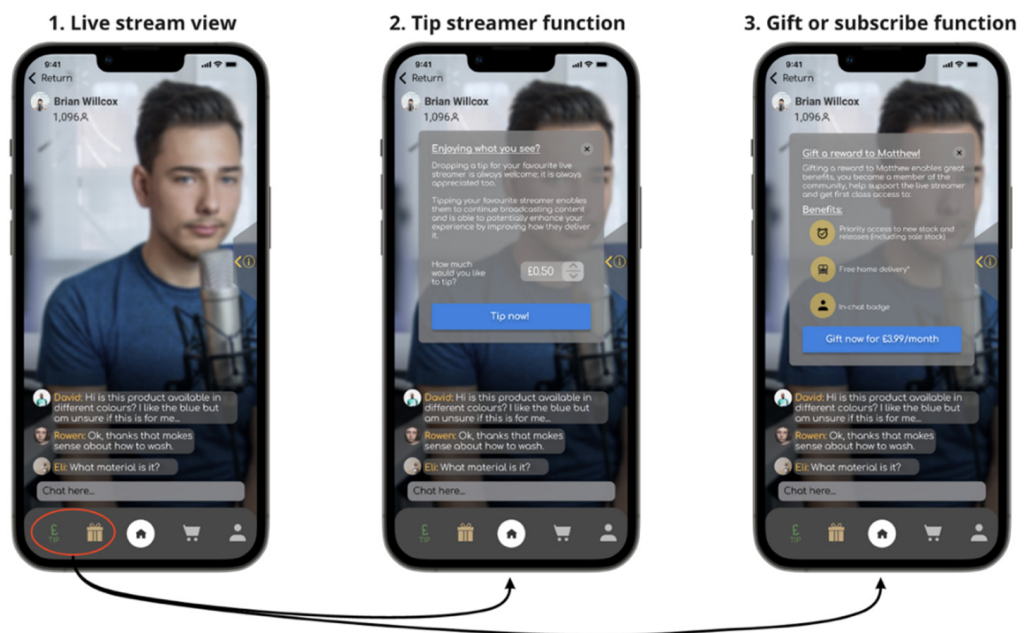 1. Live stream view
9:41
Return
Brian Willcox
1,096
David: Hi is this product available in
different colours? I like the blue but
am unsure if this is for me...
Rowen: Ok, thanks that makes
sense about how to wash.
Eli: What material is it?
Chat here...
£
TIP
2. Tip streamer function
9:41
Return
Brian Willcox
1,096
Enjoying what you see?
Dropping a tip for your favourite live
streamer is always welcome; it is always
appreciated too.
Tipping your favourite streamer enables
them to continue broadcasting content
and is able to potentially enhance your
experience by improving how they deliver
it.
How much
would you like
to tip?
£0.50
Tip now!
David: Hi is this product available in
different colours? I like the blue but
am unsure if this is for me...
Rowen: Ok, thanks that makes
sense about how to wash.
Eli: What material is it?
Chat here...
£
TIP
3. Gift or subscribe function
9:41
Return
Brian Willcox
1,096
Gift a reward to Matthew!
Gifting a reward to Matthew enables great
benefits, you become a member of the
community, help support the live streamer
and get first class access to:
Benefits:
Priority access to new stock and
releases (including sale stock)
Free home delivery*
In-chat badge
Gift now for £3.99/month
David: Hi is this product available in
different colours? I like the blue but
am unsure if this is for me...
Rowen: Ok, thanks that makes
sense about how to wash.
Eli: What material is it?
Chat here...
£
TIP